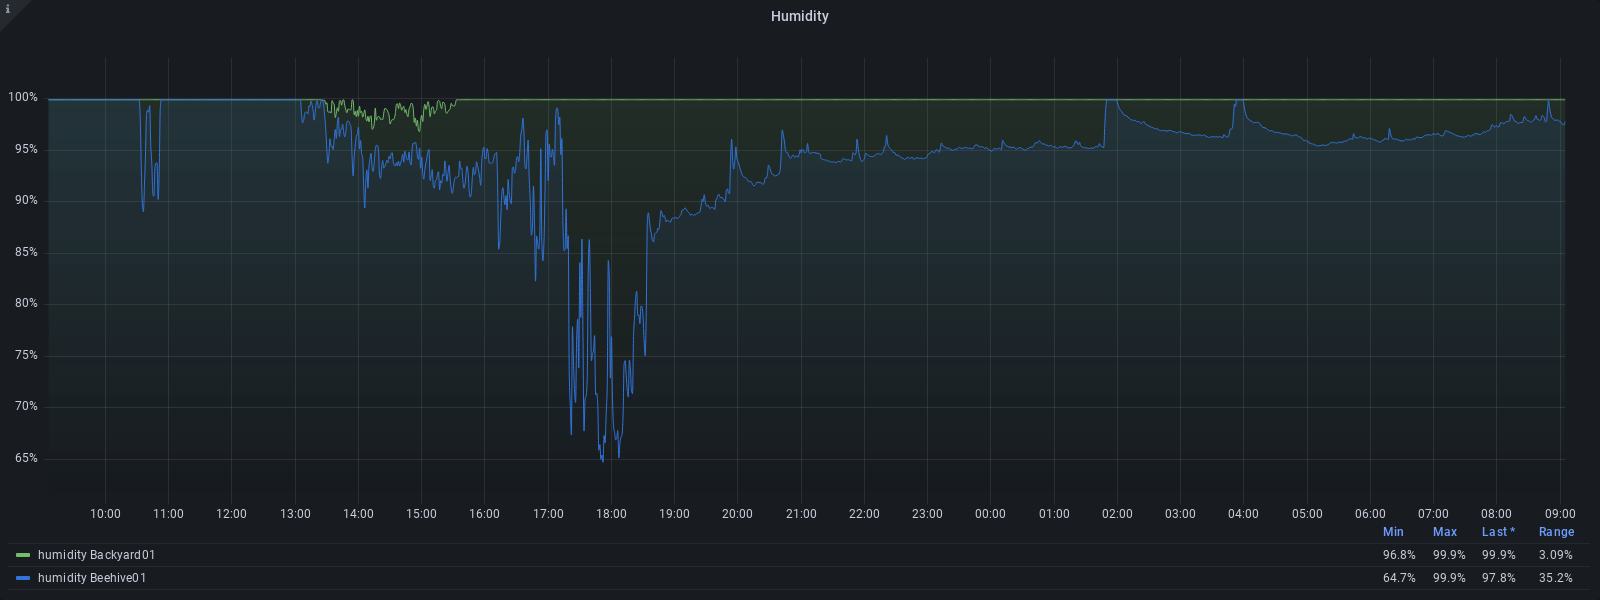 i
Humidity
100%
95%
90%
85%
80%
75%
70%
65%
10:00 11:00 12:00 13:00 14:00 15:00 16:00 17:00 18:00 19:00 20:00 21:00 22:00 23:00 00:00 01:00 02:00 03:00 04:00 05:00 06:00 07:00 08:00 09:00
Min Max Last * Range
humidity Backyard01 96.8% 99.9% 99.9% 3.09%
humidity Beehive01 64.7% 99.9% 97.8% 35.2%